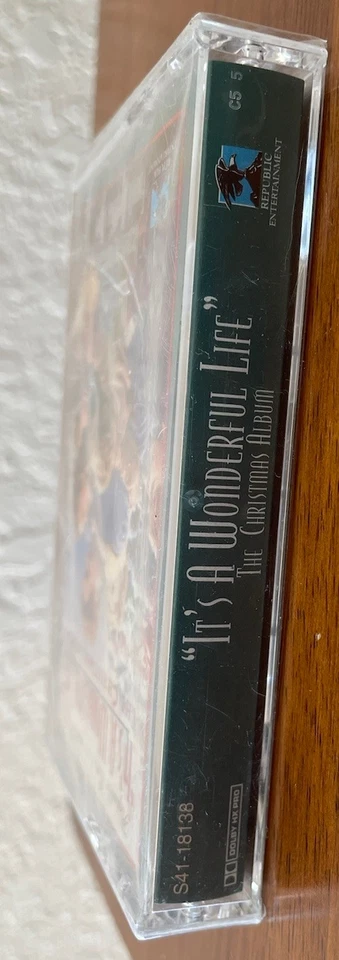 S41-18138
DOLBY HX PRO
"IT'S A WONDERFUL LIFE"
THE CHRISTMAS ALBUM
REPUBLIC
ENTERTAINMENT
C5 5